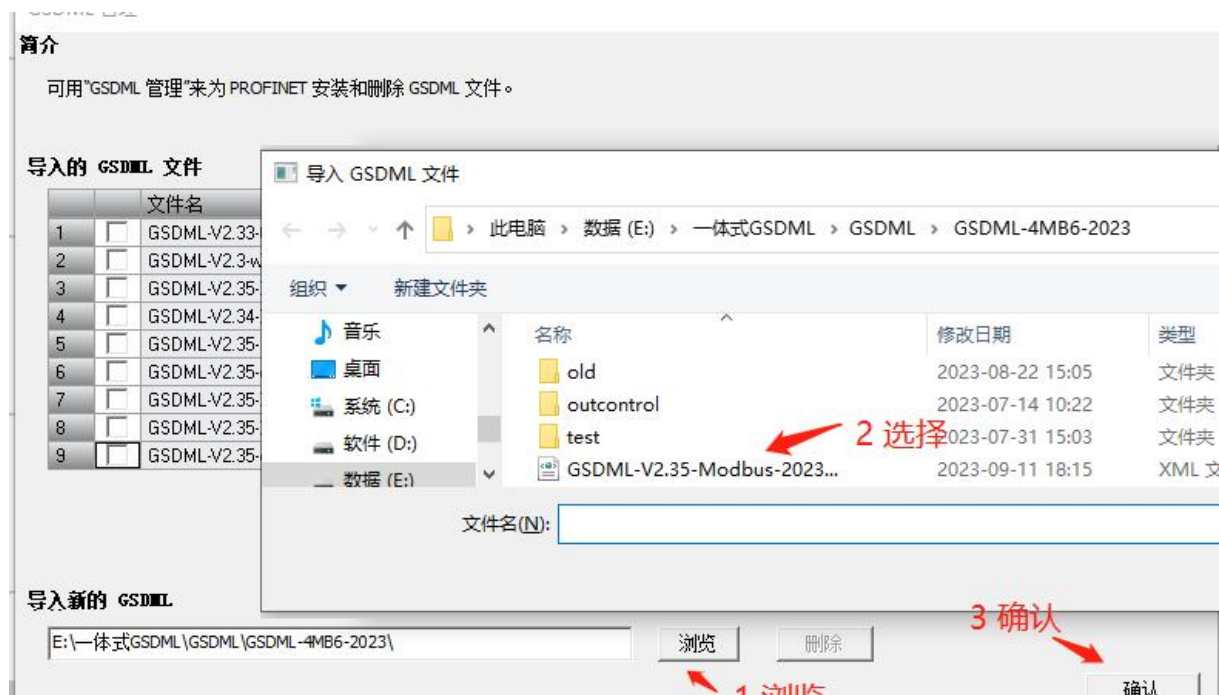 简介
可用"GSDML 管理"来为 PROFINET 安装和删除 GSDML 文件。
导入的 GSDML 文件
文件名
1 GSDML-V2.33-
2 GSDML-V2.3-w
3 GSDML-V2.35-
4 GSDML-V2.34-
5 GSDML-V2.35-
6 GSDML-V2.35-
7 GSDML-V2.35-
8 GSDML-V2.35-
9 GSDML-V2.35-
导入 GSDML 文件
此电脑 › 数据 (E:) › 一体式GSDML › GSDML › GSDML-4MB6-2023
组织 新建文件夹
音乐
桌面
系统 (C:)
软件 (D:)
数据 (E:)
名称 修改日期 类型
old 2023-08-22 15:05 文件夹
outcontrol 2023-07-14 10:22 文件夹
test 2023-07-31 15:03 文件夹
GSDML-V2.35-Modbus-2023... 2023-09-11 18:15 XML 文
2 选择
文件名(N):
导入新的 GSDML
E:\一体式GSDML\GSDML\GSDML-4MB6-2023\
浏览
删除
3 确认
1 浏览
确认